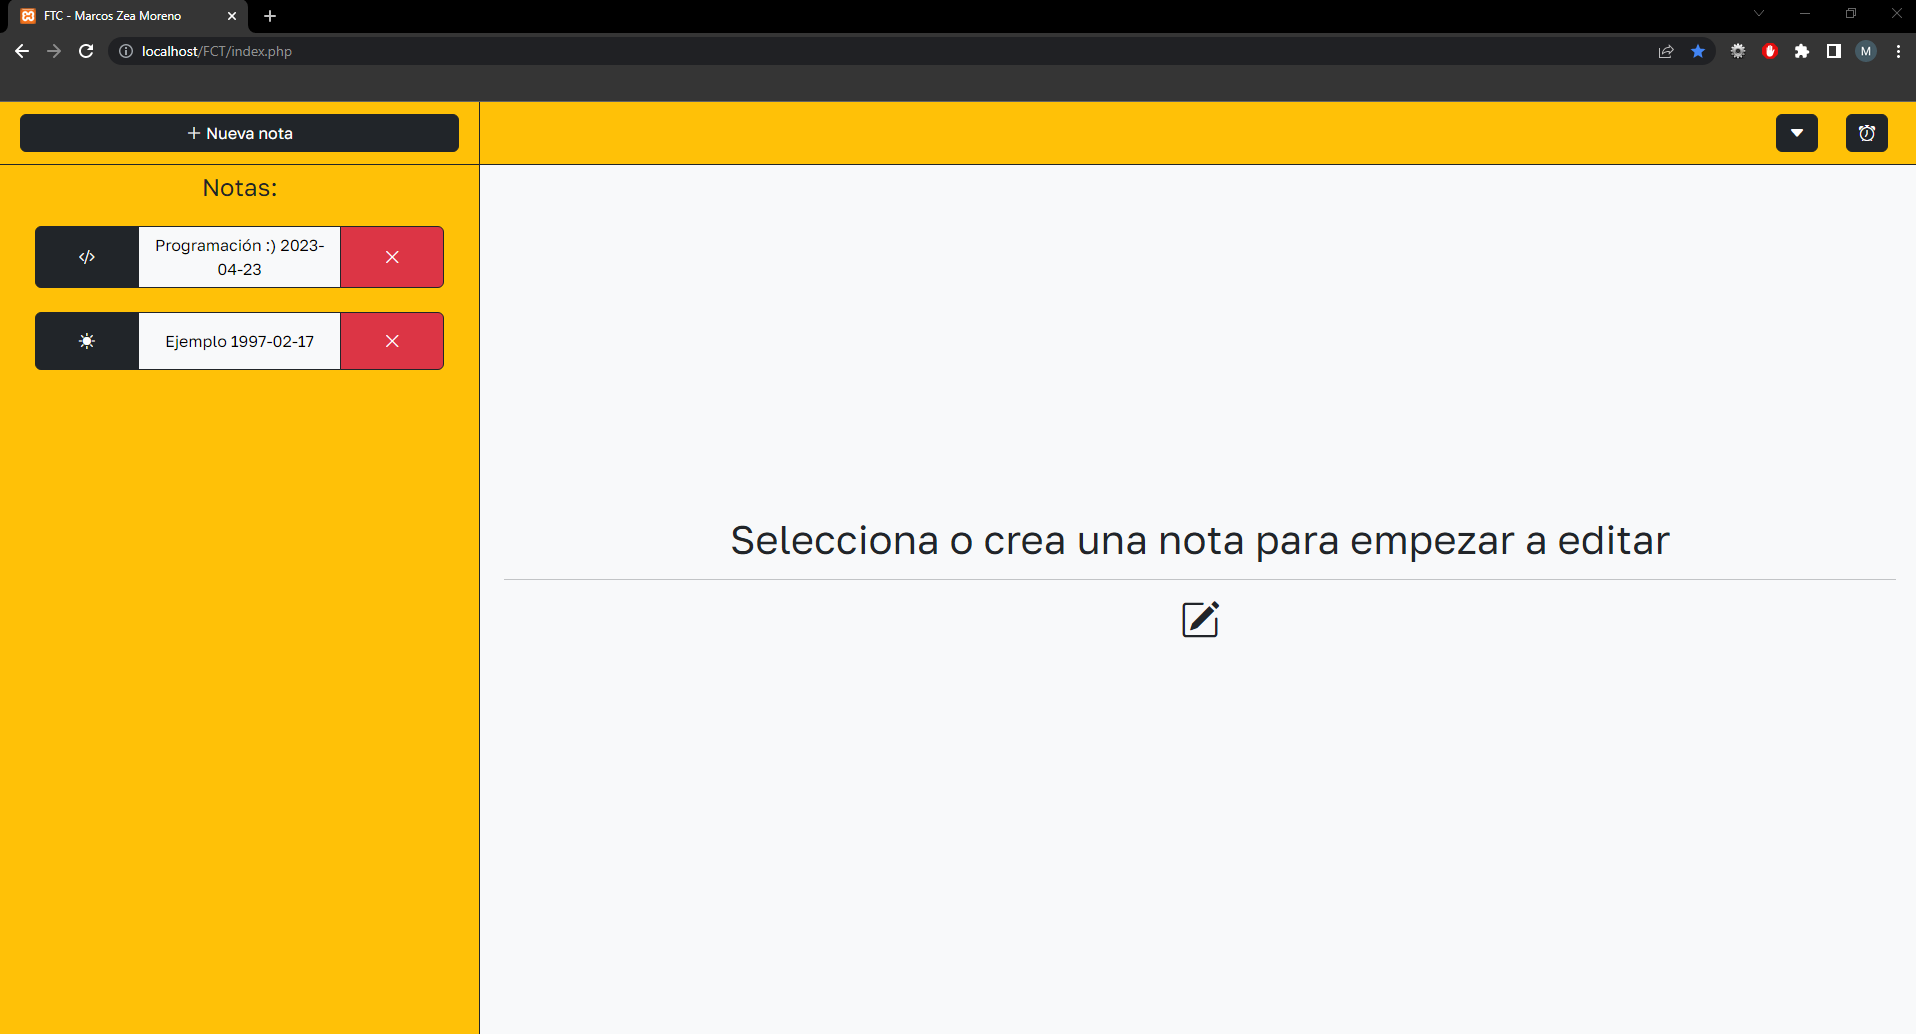 FTC - Marcos Zea Moreno
localhost/FCT/index.php
M
Nueva nota
Notas:
Programación :) 2023-
04-23
Ejemplo 1997-02-17
Selecciona o crea una nota para empezar a editar